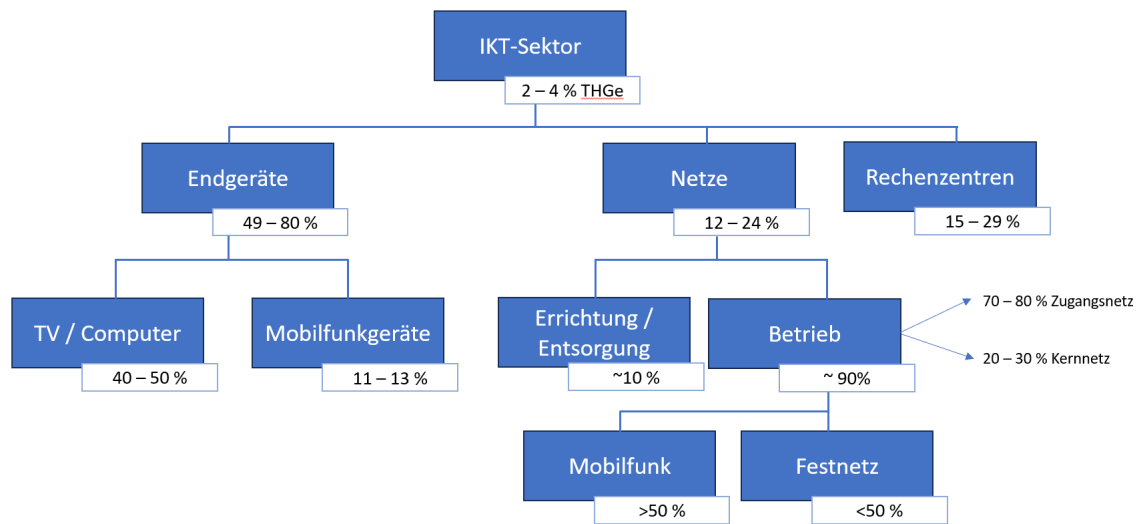 IKT-Sektor
2 – 4 % THGe
Endgeräte
49 – 80 %
Netze
12 – 24 %
Rechenzentren
15 – 29 %
TV / Computer
40 – 50 %
Mobilfunkgeräte
11 – 13 %
Errichtung /
Entsorgung
~10 %
Betrieb
~ 90%
70 – 80 % Zugangsnetz
20 – 30 % Kernnetz
Mobilfunk
>50 %
Festnetz
<50 %